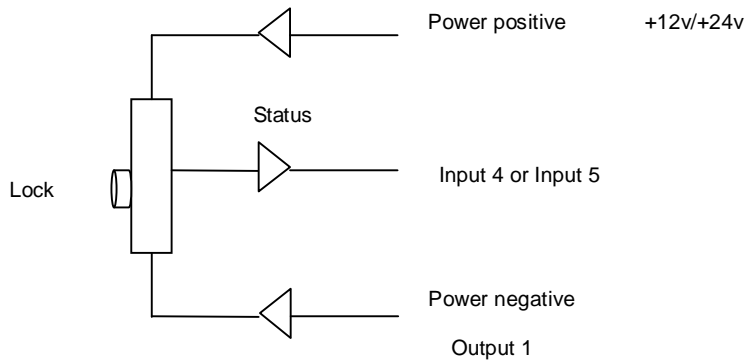 Power positive +12v/+24v
Status
Input 4 or Input 5
Lock
Power negative
Output 1